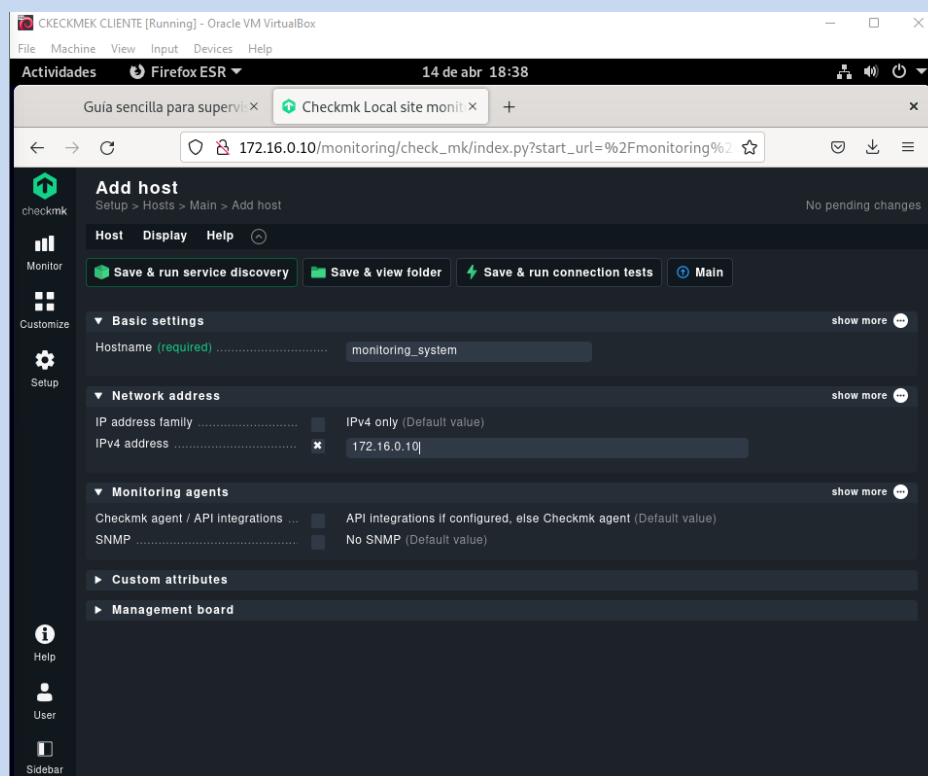 CKECKMEK CLIENTE [Running] - Oracle VM VirtualBox
File Machine View Input Devices Help
Actividades Firefox ESR 14 de abr 18:38
Guía sencilla para supervi × Checkmk Local site monit × + ×
172.16.0.10/monitoring/check_mk/index.py?start_url=%2Fmonitoring%2
checkmk
Monitor
Customize
Setup
Help
User
Sidebar
Add host
Setup > Hosts > Main > Add host No pending changes
Host Display Help
Save & run service discovery Save & view folder Save & run connection tests Main
Basic settings show more
Hostname (required) monitoring_system
Network address show more
IP address family IPv4 only (Default value)
IPv4 address 172.16.0.10
Monitoring agents show more
Checkmk agent / API integrations ... API integrations if configured, else Checkmk agent (Default value)
SNMP No SNMP (Default value)
Custom attributes
Management board